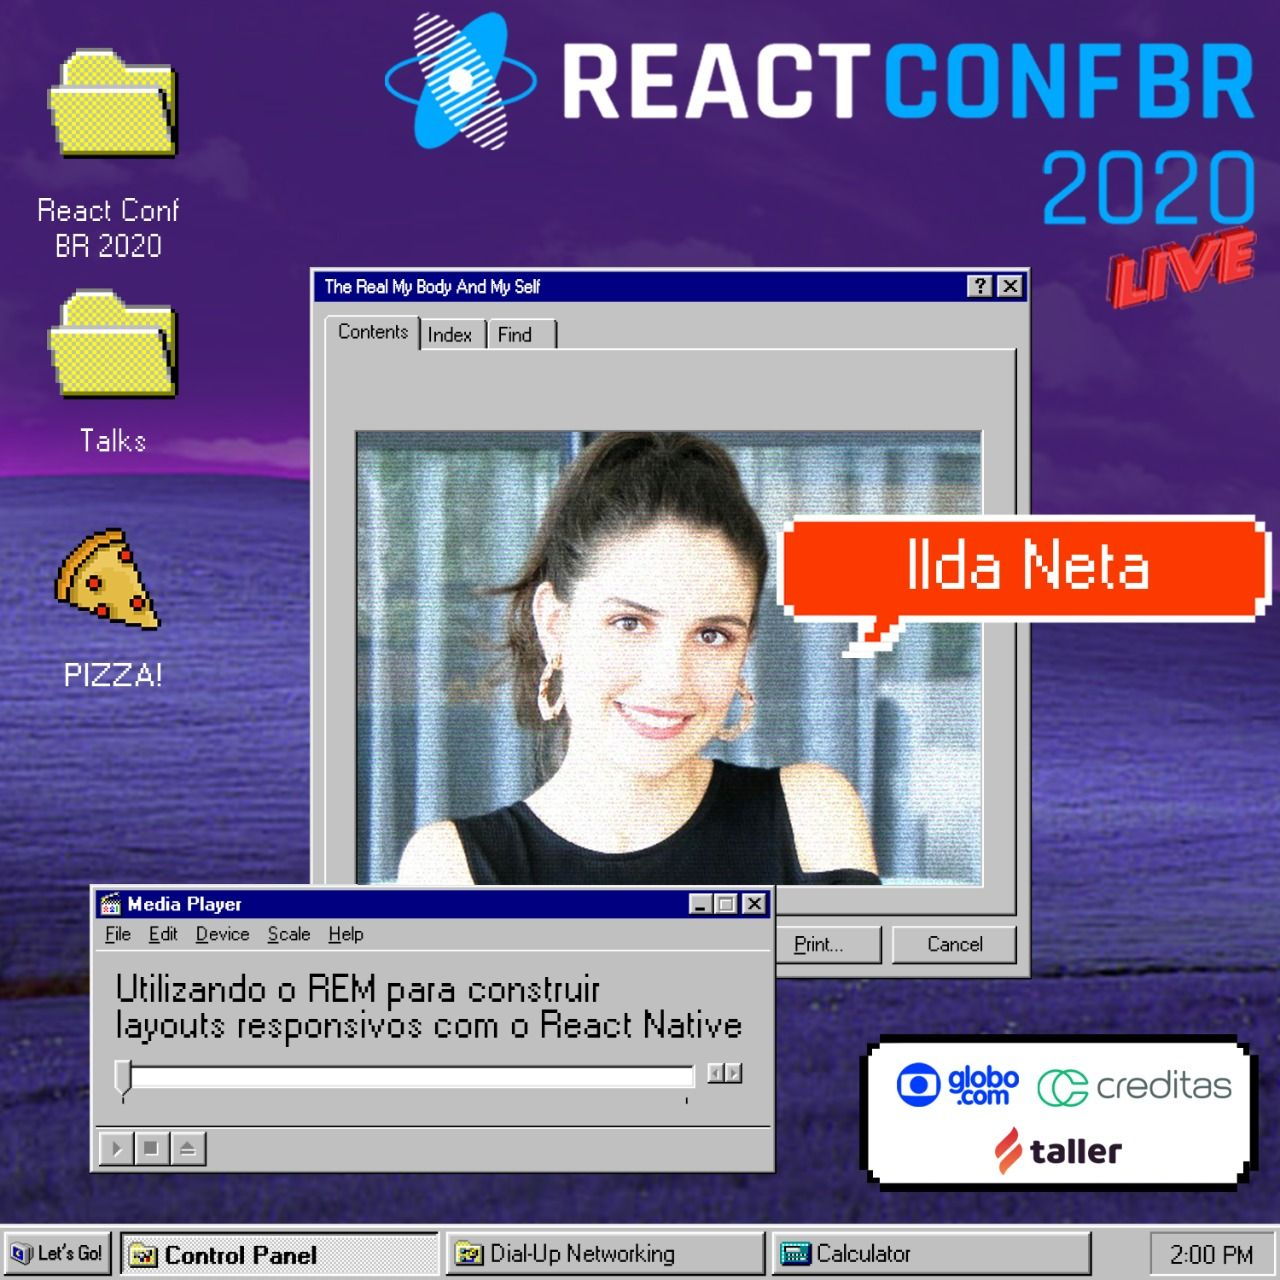 REACTCONF BR
2020
LIVE
React Conf
BR 2020
Talks
PIZZA!
The Real My Body And My Self
?
Contents Index Find
Ilda Neta
Print... Cancel
Media Player
File Edit Device Scale Help
Utilizando o REM para construir
layouts responsivos com o React Native
globo
.com
creditas
taller
Let's Go! Control Panel Dial-Up Networking Calculator 2:00 PM